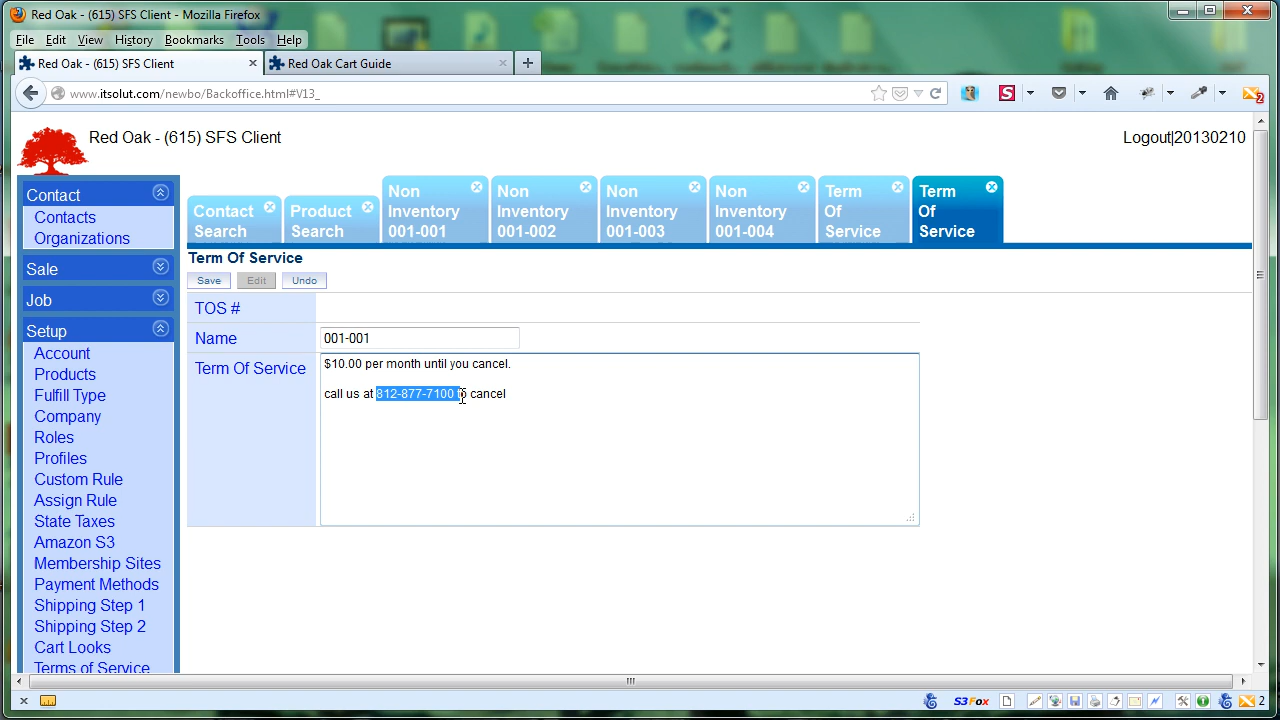 Red Oak - (615) SFS Client - Mozilla Firefox
File Edit View History Bookmarks Tools Help
Red Oak - (615) SFS Client
Red Oak Cart Guide
www.itsolut.com/newbo/Backoffice.html#V13_
S
2
Red Oak - (615) SFS Client
Logout|20130210
Contact
Contacts
Organizations
Sale
Job
Setup
Account
Products
Fulfill Type
Company
Roles
Profiles
Custom Rule
Assign Rule
State Taxes
Amazon S3
Membership Sites
Payment Methods
Shipping Step 1
Shipping Step 2
Cart Looks
Terms of Service
Contact Search
Product Search
Non Inventory 001-001
Non Inventory 001-002
Non Inventory 001-003
Non Inventory 001-004
Term Of Service
Term Of Service
Term Of Service
Save Edit Undo
TOS #
Name 001-001
Term Of Service
$10.00 per month until you cancel.
call us at 812-877-7100 to cancel
S3Fox
2